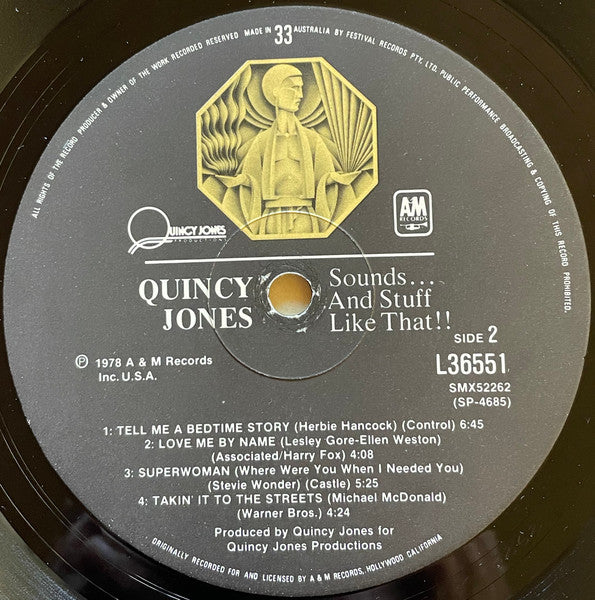 ALL RIGHTS OF THE RECORD PRODUCER & OWNER OF THE WORK RECORDED RESERVED MADE IN 33 AUSTRALIA BY FESTIVAL RECORDS PTY. LTD. PUBLIC PERFORMANCE BROADCASTING & COPYING OF THIS RECORD PROHIBITED.
QUINCY JONES
PRODUCTIONS
A&M
RECORDS
QUINCY
JONES
Sounds...
And Stuff
Like That!!
SIDE 2
℗ 1978 A & M Records
Inc. U.S.A.
L36551
SMX52262
(SP-4685)
1: TELL ME A BEDTIME STORY (Herbie Hancock) (Control) 6:45
2: LOVE ME BY NAME (Lesley Gore-Ellen Weston)
(Associated/Harry Fox) 4:08
3: SUPERWOMAN (Where Were You When I Needed You)
(Stevie Wonder) (Castle) 5:25
4: TAKIN' IT TO THE STREETS (Michael McDonald)
(Warner Bros.) 4:24
Produced by Quincy Jones for
Quincy Jones Productions
ORIGINALLY RECORDED FOR AND LICENSED BY A & M RECORDS, HOLLYWOOD CALIFORNIA